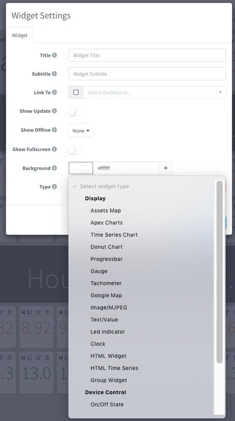 Widget Settings
Widget
Title
Widget Title
Subtitle
Widget Subtitle
Link To
Select Dashboard...
Show Update
Show Offline
None
Show Fullscreen
Background
#ffffff
+
Type
✓ Select widget type
Display
Assets Map
Apex Charts
Time Series Chart
Donut Chart
Progressbar
Gauge
Tachometer
Google Map
Image/MJPEG
Text/Value
Led Indicator
Clock
HTML Widget
HTML Time Series
Group Widget
Device Control
On/Off State
Hou
8.92
9
.3
13.0
1